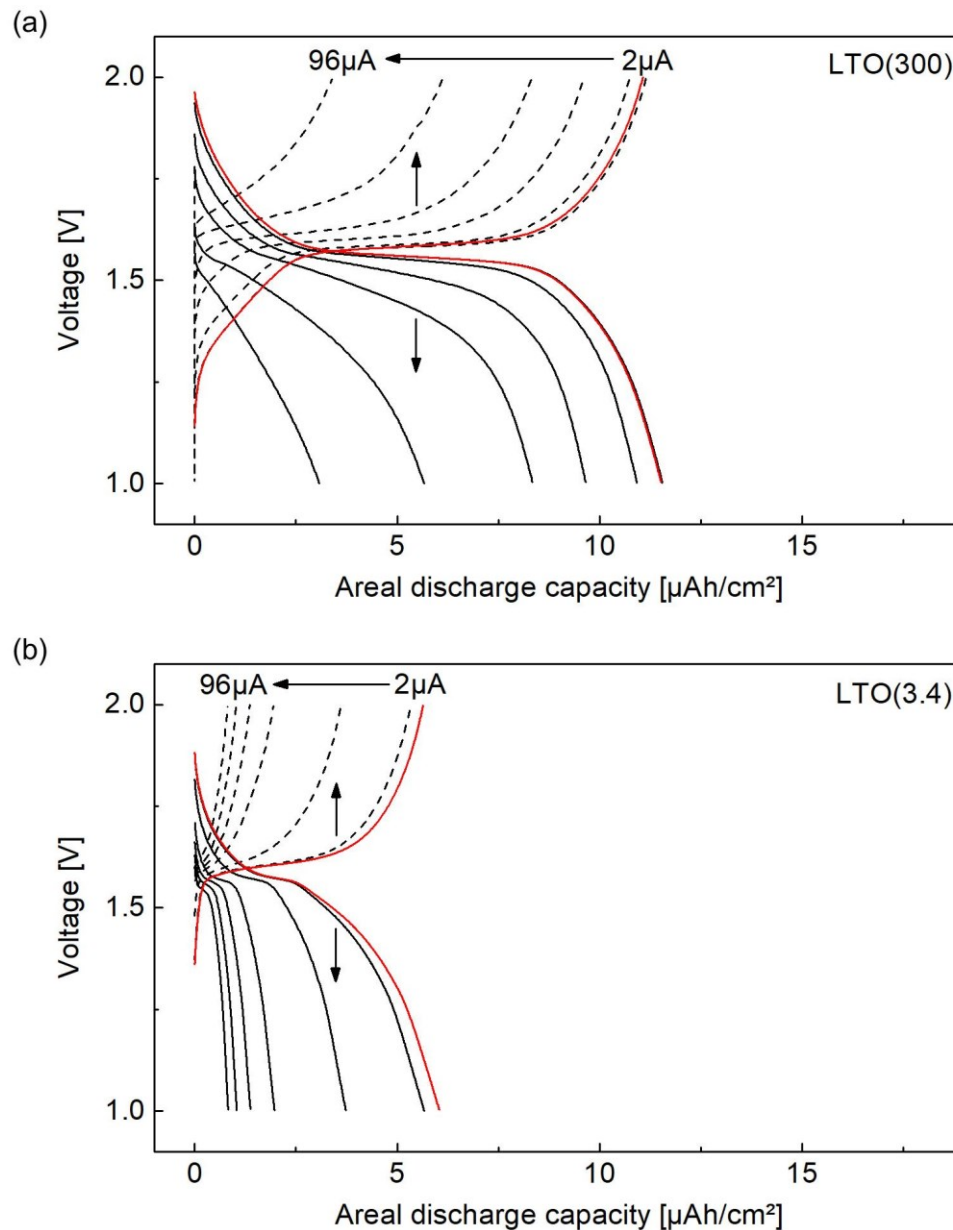 (a)
96µA 2µA LTO(300)
2.0
1.5
1.0
Voltage [V]
0 5 10 15
Areal discharge capacity [µAh/cm²]
(b)
96µA 2µA LTO(3.4)
2.0
1.5
1.0
Voltage [V]
0 5 10 15
Areal discharge capacity [µAh/cm²]